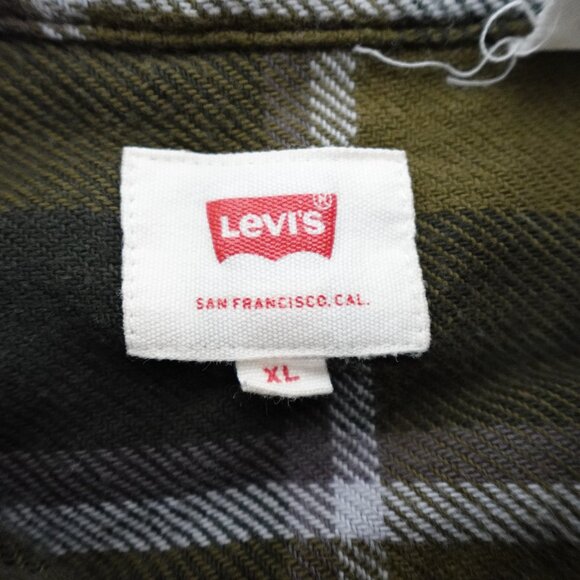 Levi's®
SAN FRANCISCO, CAL.
XL